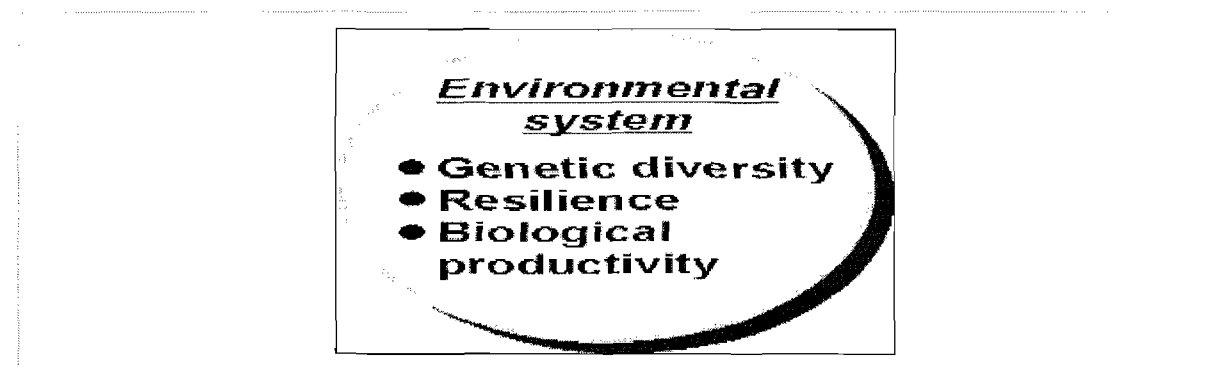 Environmental
system
● Genetic diversity
● Resilience
● Biological
productivity